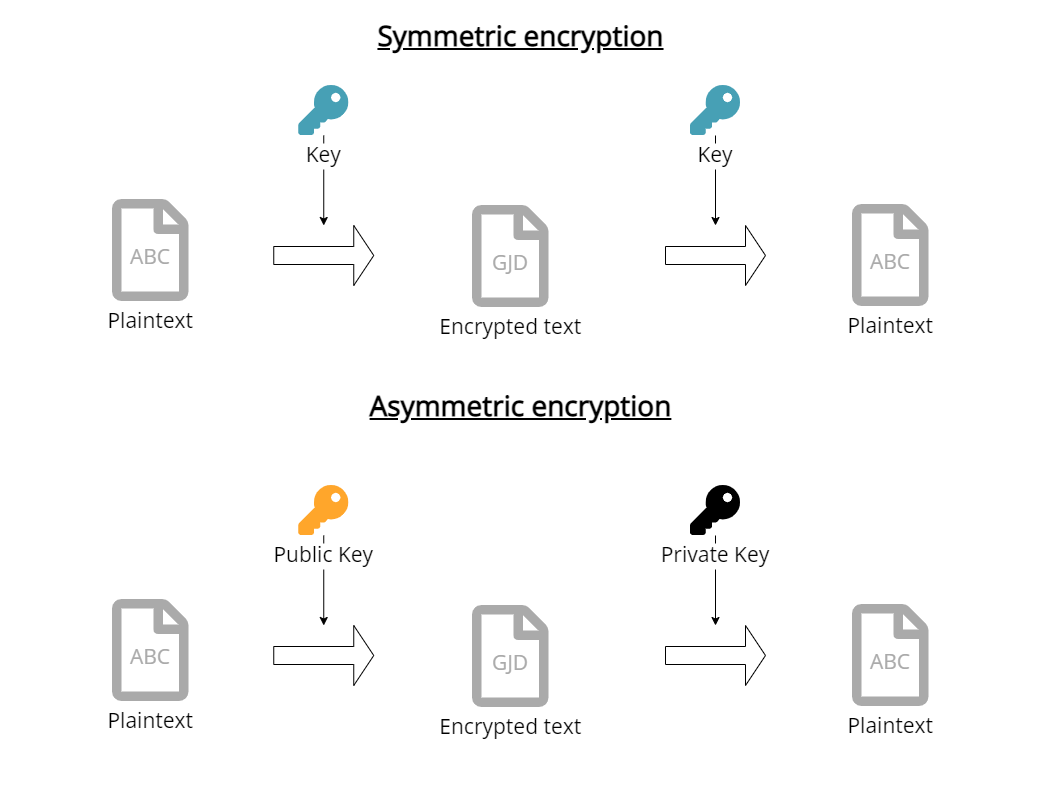 Symmetric encryption
Key
Key
ABC
GJD
ABC
Plaintext
Encrypted text
Plaintext
Asymmetric encryption
Public Key
Private Key
ABC
GJD
ABC
Plaintext
Encrypted text
Plaintext